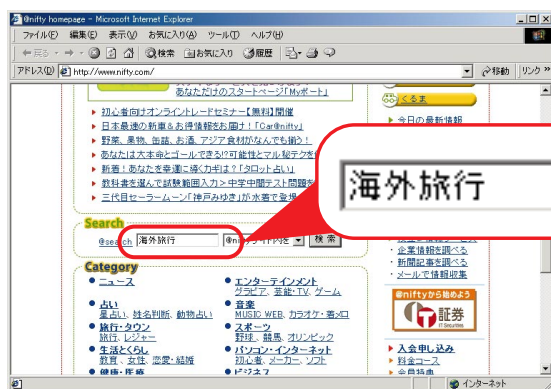 @nifty homepage - Microsoft Internet Explorer
ファイル(F) 編集(E) 表示(V) お気に入り(A) ツール(T) ヘルプ(H)
戻る 検索 お気に入り 履歴
アドレス(D) http://www.nifty.com/ 移動 リンク »
あなただけのスタートページ「Myポート」
初心者向けオンライントレードセミナー【無料】開催
日本最速の新車&お得情報をお届け!「Car@nifty」
野菜、果物、缶詰、お酒、アジア食材がなんでも揃う!
あなたは大本命とゴールできる!?可能性とマル秘テクを
新着!あなたを幸運に導くカギは?「タロット占い」
教科書を選んで試験範囲入力>中学中間テスト問題を
三代目セーラームーン「神戸みゆき」が水着で登場
くるま
今日の最新情報
海外旅行
Search
@search 海外旅行 検索
企業情報を調べる
新聞記事を調べる
メールで情報収集
Category
ニュース
占い
星占い、姓名判断、動物占い
旅行・タウン
旅行、レジャー
生活とくらし
教育、女性、恋愛・結婚
健康・医療
エンターテインメント
グラビア、芸能・TV、ゲーム
音楽
MUSIC WEB、カラオケ・着メロ
スポーツ
野球、競馬、オリンピック
パソコン・インターネット
初心者、メーカー、ソフト
ビジネス
@niftyから始めよう
IT証券
IT Securities
入会申し込み
料金コース
会員特典
インターネット